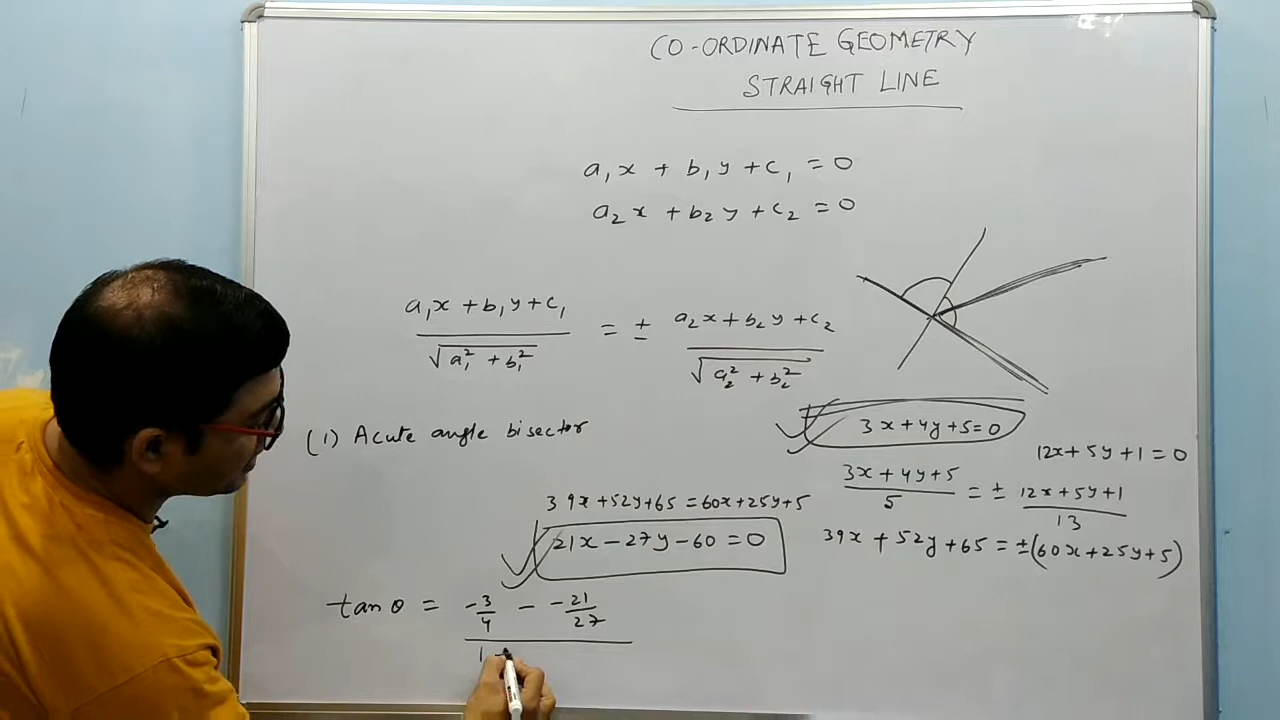 CO-ORDINATE GEOMETRY
STRAIGHT LINE
a₁x + b₁y + c₁ = 0
a₂x + b₂y + c₂ = 0
(a₁x + b₁y + c₁)/√(a₁² + b₁²) = ± (a₂x + b₂y + c₂)/√(a₂² + b₂²)
(1) Acute angle bisector
3x + 4y + 5 = 0
12x + 5y + 1 = 0
(3x + 4y + 5)/5 = ± (12x + 5y + 1)/13
39x + 52y + 65 = ±(60x + 25y + 5)
39x + 52y + 65 = 60x + 25y + 5
21x − 27y − 60 = 0
tan θ = (-3/4 − -21/27)/(1 +